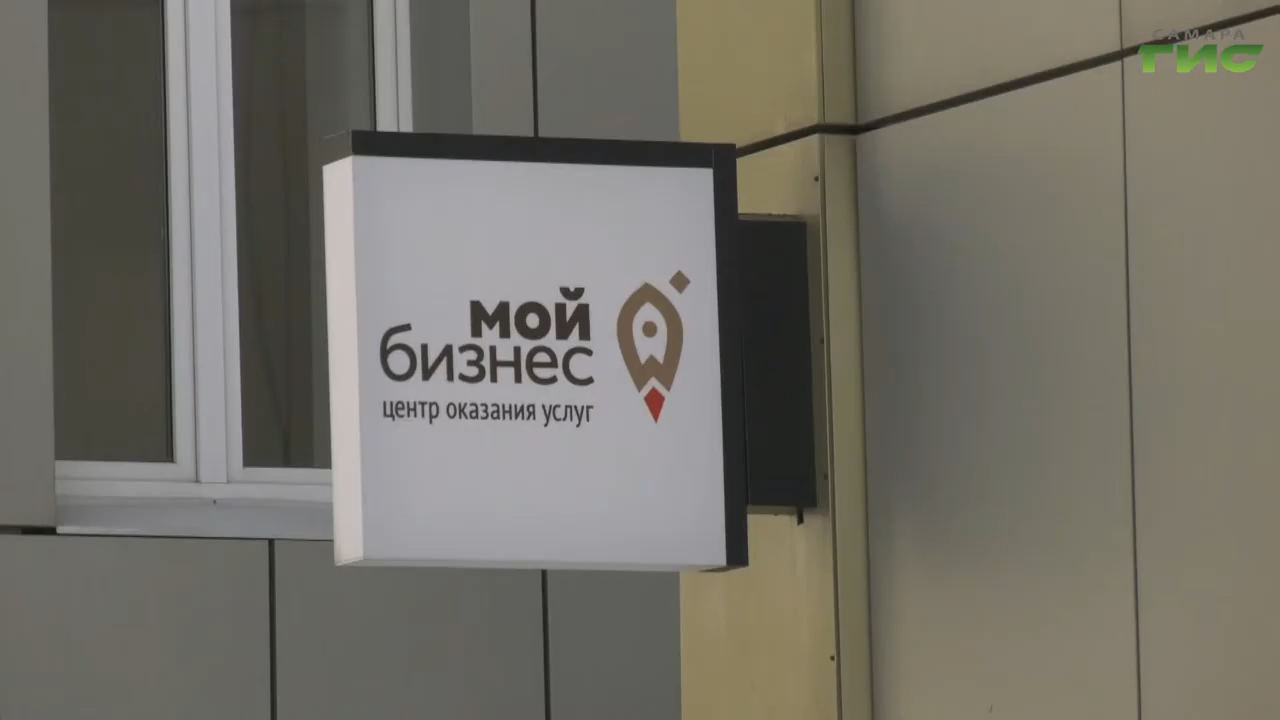 САМАРА
ГИС
мой
бизнес
центр оказания услуг